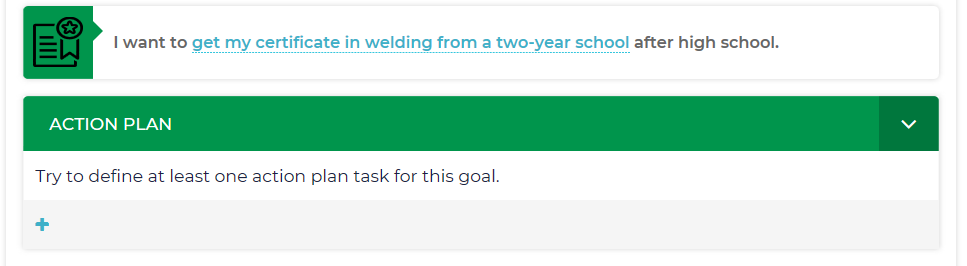 I want to get my certificate in welding from a two-year school after high school.
ACTION PLAN
Try to define at least one action plan task for this goal.